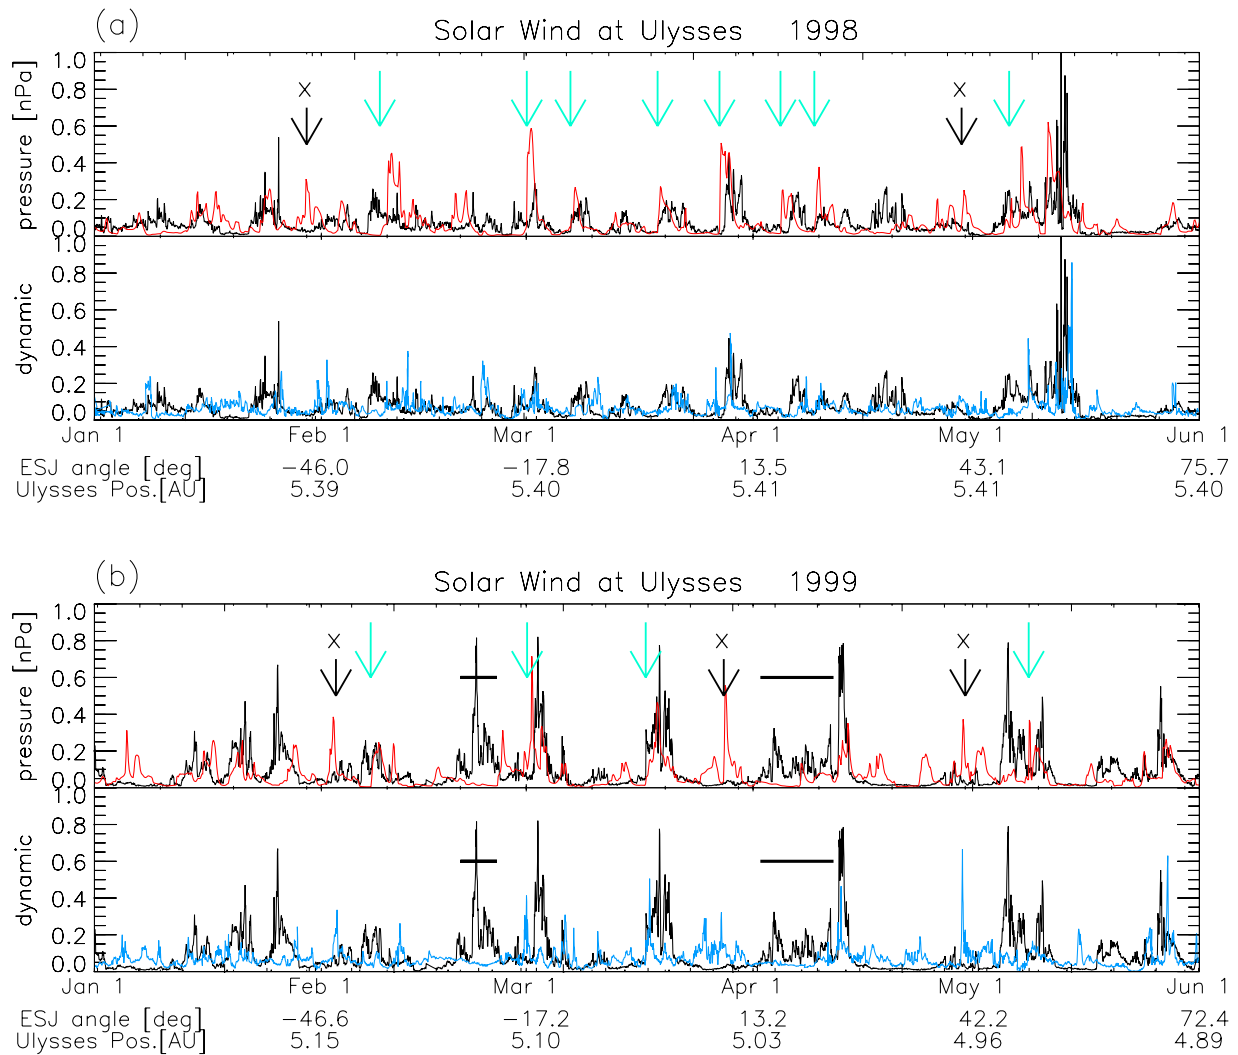 (a)
Solar Wind at Ulysses 1998
pressure [nPa]
1.0
0.8
0.6
0.4
0.2
0.0
X X
dynamic
1.0
0.8
0.6
0.4
0.2
0.0
Jan 1 Feb 1 Mar 1 Apr 1 May 1 Jun 1
ESJ angle [deg] −46.0 −17.8 13.5 43.1 75.7
Ulysses Pos.[AU] 5.39 5.40 5.41 5.41 5.40
(b)
Solar Wind at Ulysses 1999
pressure [nPa]
1.0
0.8
0.6
0.4
0.2
0.0
X X X
dynamic
1.0
0.8
0.6
0.4
0.2
0.0
Jan 1 Feb 1 Mar 1 Apr 1 May 1 Jun 1
ESJ angle [deg] −46.6 −17.2 13.2 42.2 72.4
Ulysses Pos.[AU] 5.15 5.10 5.03 4.96 4.89